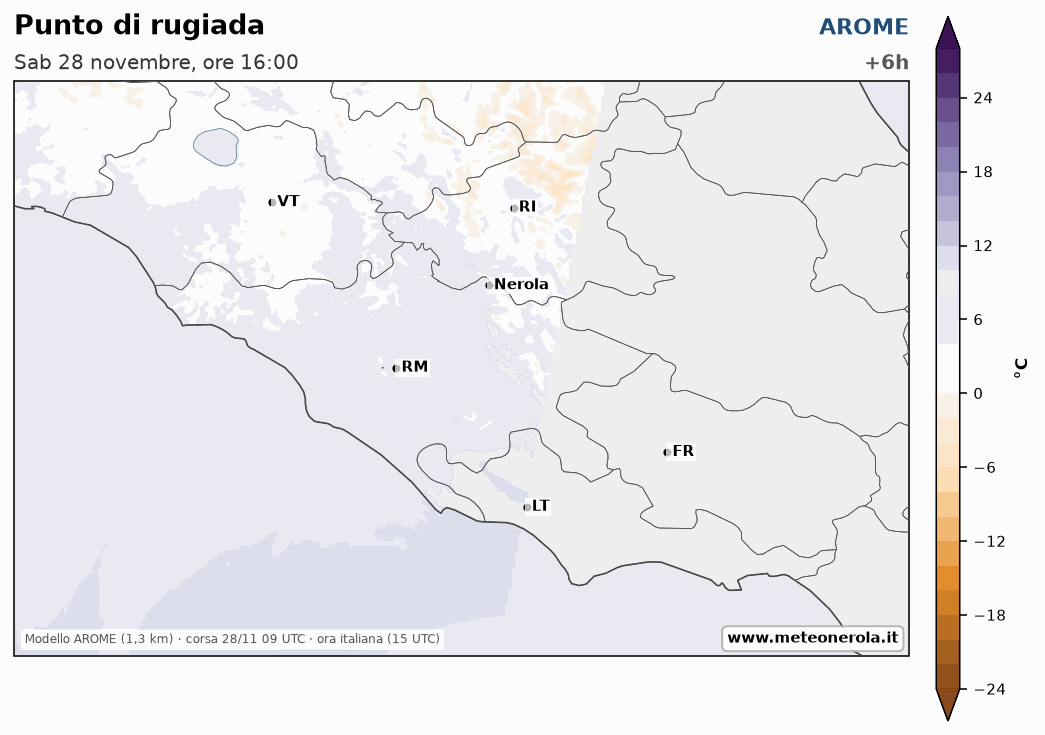 Punto di rugiada
AROME
Sab 28 novembre, ore 16:00
+6h
VT
RI
Nerola
RM
FR
LT
Modello AROME (1,3 km) · corsa 28/11 09 UTC · ora italiana (15 UTC)
www.meteonerola.it
24
18
12
6
0
−6
−12
−18
−24
°C